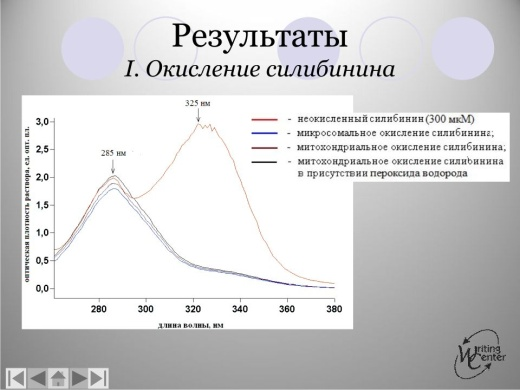 Результаты
I. Окисление силибинина
325 нм
285 нм
- неокисленный силибинин (300 мкМ)
- микросомальное окисление силибинина;
- митохондриальное окисление силибинина;
- митохондриальное окисление силибинина
в присутствии пероксида водорода
оптическая плотность раствора, ед. опт. пл.
3,0
2,5
2,0
1,5
1,0
0,5
0,0
280 300 320 340 360 380
длина волны, нм
Writing
Center